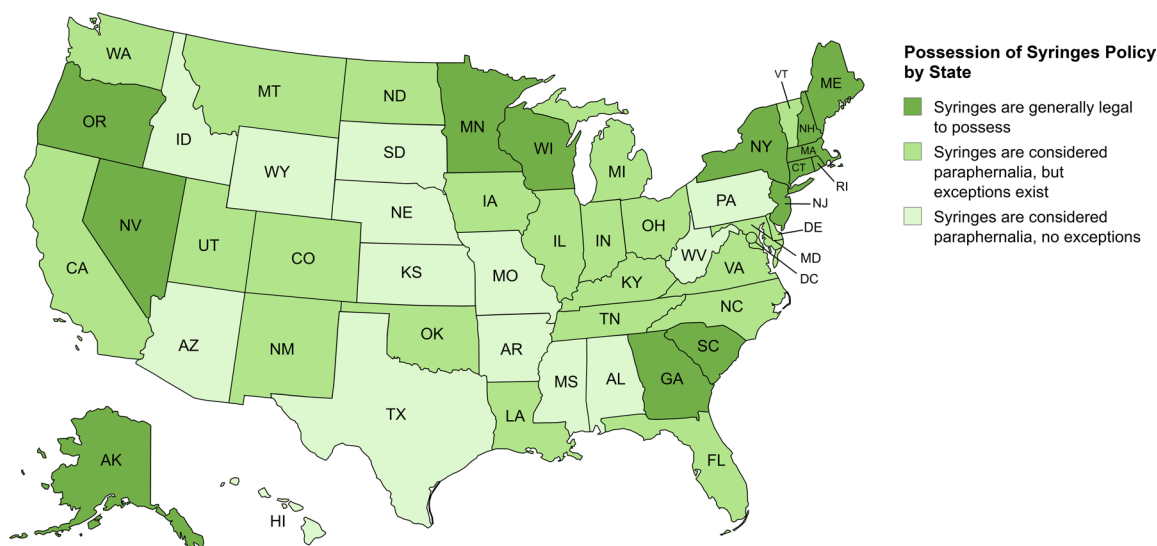 Possession of Syringes Policy
by State
Syringes are generally legal
to possess
Syringes are considered
paraphernalia, but
exceptions exist
Syringes are considered
paraphernalia, no exceptions
WA
MT
ND
MN
OR
ID
WY
SD
WI
MI
VT
ME
NH
NY
MA
CT
RI
NV
UT
CO
NE
IA
IL
IN
OH
PA
NJ
DE
MD
DC
CA
KS
MO
KY
WV
VA
AZ
NM
OK
AR
TN
NC
TX
LA
MS
AL
GA
SC
FL
AK
HI